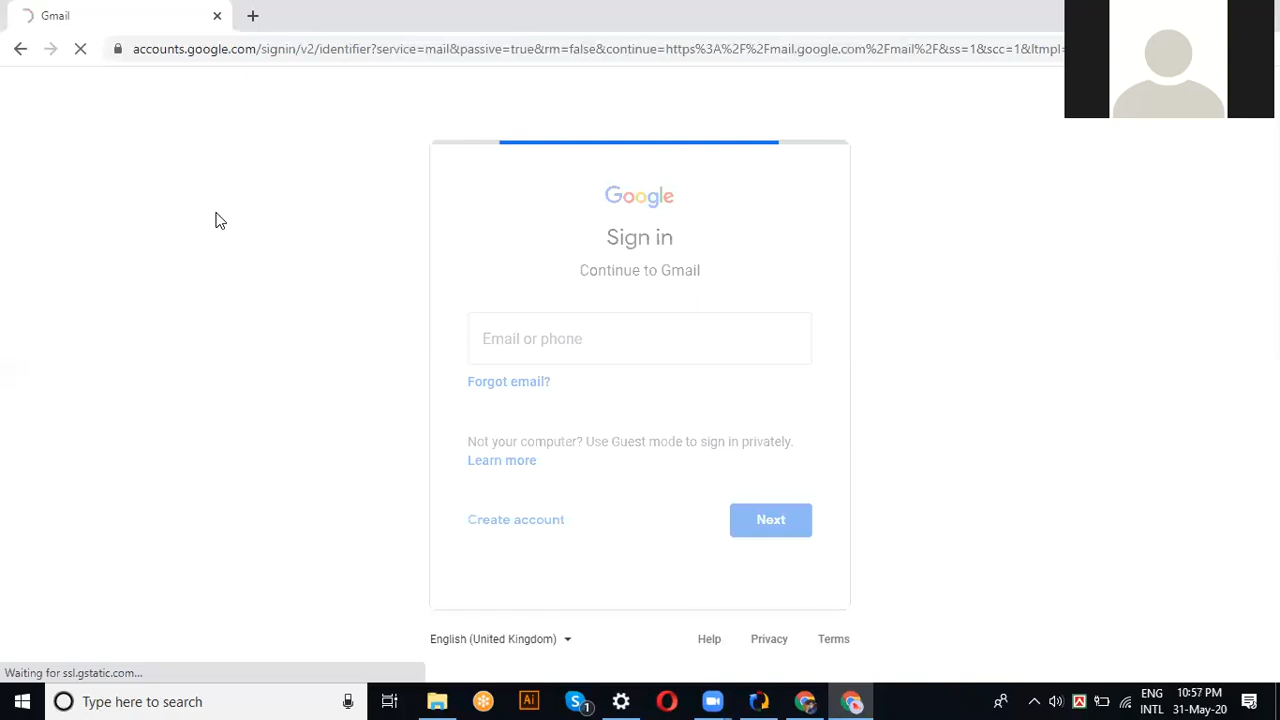 Gmail
accounts.google.com/signin/v2/identifier?service=mail&passive=true&rm=false&continue=https%3A%2F%2Fmail.google.com%2Fmail%2F&ss=1&scc=1&ltmpl=
Google
Sign in
Continue to Gmail
Email or phone
Forgot email?
Not your computer? Use Guest mode to sign in privately.
Learn more
Create account
Next
English (United Kingdom)
Help
Privacy
Terms
Waiting for ssl.gstatic.com...
Type here to search
Ai
S
1
ENG
INTL
10:57 PM
31-May-20